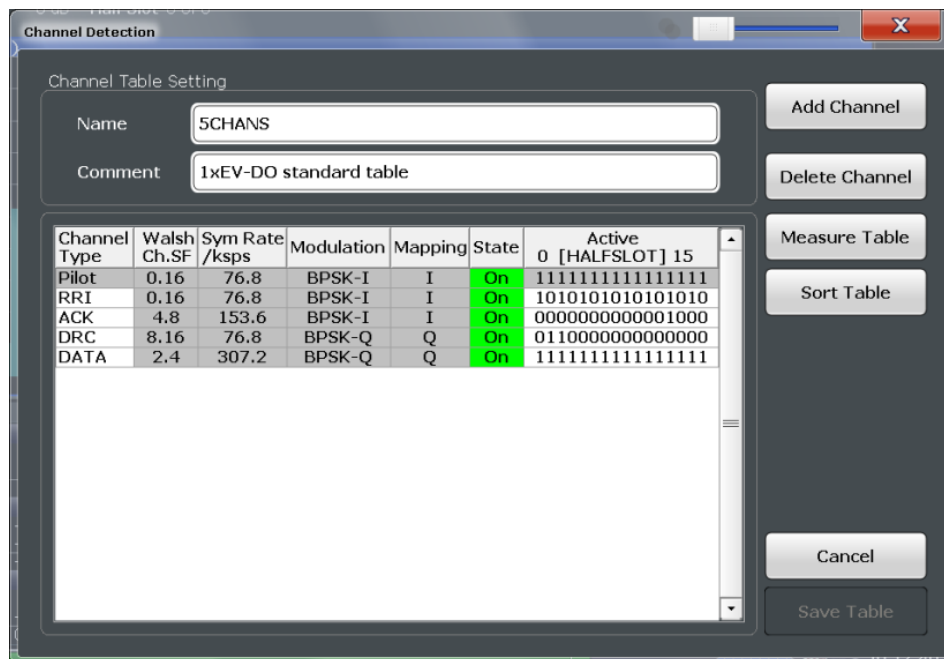 Channel Detection
X
Channel Table Setting
Name
5CHANS
Comment
1xEV-DO standard table
Add Channel
Delete Channel
Measure Table
Sort Table
Channel Type Walsh Ch.SF Sym Rate /ksps Modulation Mapping State Active 0 [HALFSLOT] 15
Pilot 0.16 76.8 BPSK-I I On 1111111111111111
RRI 0.16 76.8 BPSK-I I On 1010101010101010
ACK 4.8 153.6 BPSK-I I On 0000000000001000
DRC 8.16 76.8 BPSK-Q Q On 0110000000000000
DATA 2.4 307.2 BPSK-Q Q On 1111111111111111
Cancel
Save Table